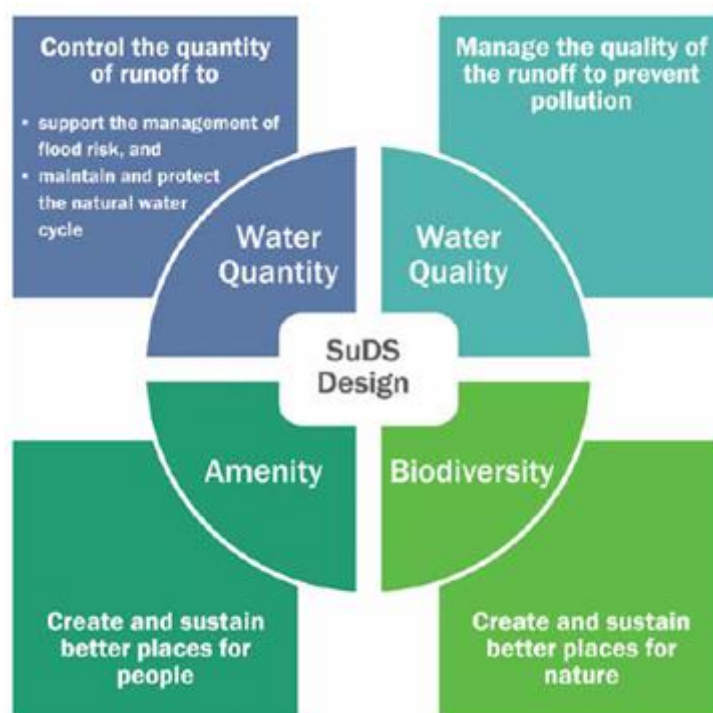 Control the quantity
of runoff to
• support the management of
flood risk, and
• maintain and protect
the natural water
cycle
Manage the quality of
the runoff to prevent
pollution
Water
Quantity
Water
Quality
SuDS
Design
Amenity
Biodiversity
Create and sustain
better places for
people
Create and sustain
better places for
nature